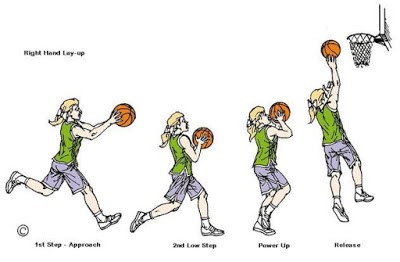 Right Hand Lay-up
©
1st Step - Approach
2nd Low Step
Power Up
Release